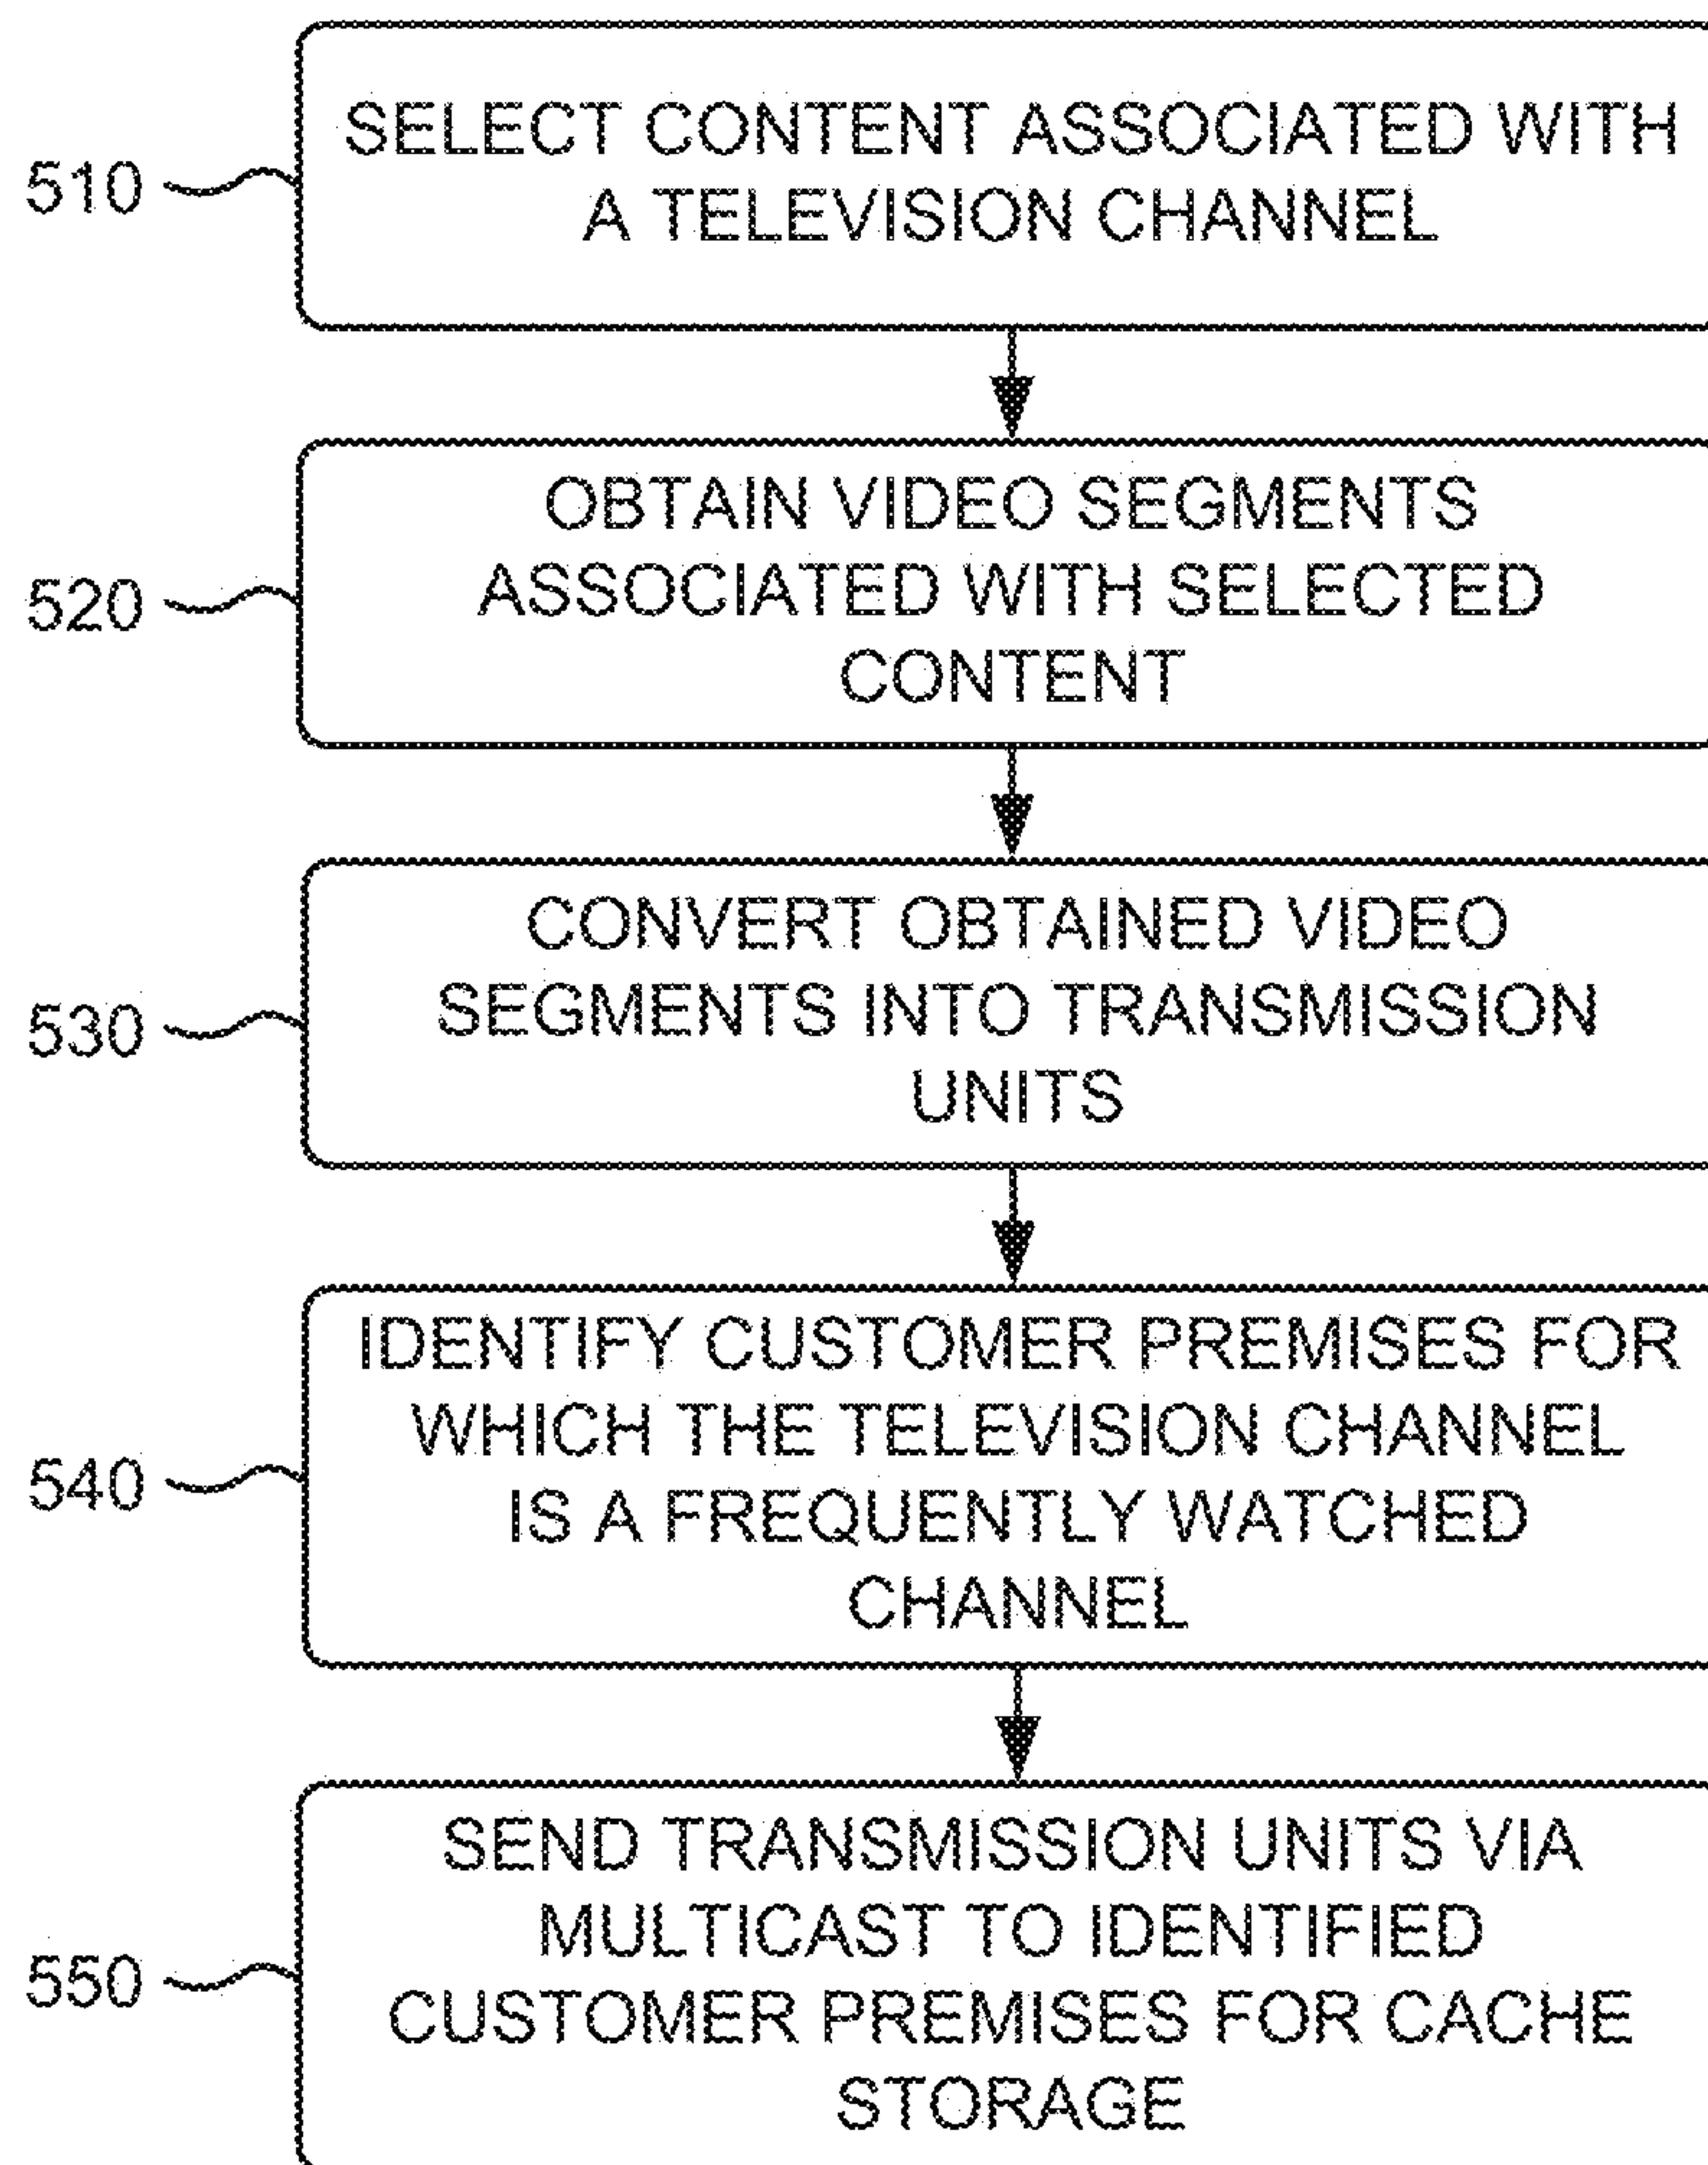 510
SELECT CONTENT ASSOCIATED WITH
A TELEVISION CHANNEL
520
OBTAIN VIDEO SEGMENTS
ASSOCIATED WITH SELECTED
CONTENT
530
CONVERT OBTAINED VIDEO
SEGMENTS INTO TRANSMISSION
UNITS
540
IDENTIFY CUSTOMER PREMISES FOR
WHICH THE TELEVISION CHANNEL
IS A FREQUENTLY WATCHED
CHANNEL
550
SEND TRANSMISSION UNITS VIA
MULTICAST TO IDENTIFIED
CUSTOMER PREMISES FOR CACHE
STORAGE